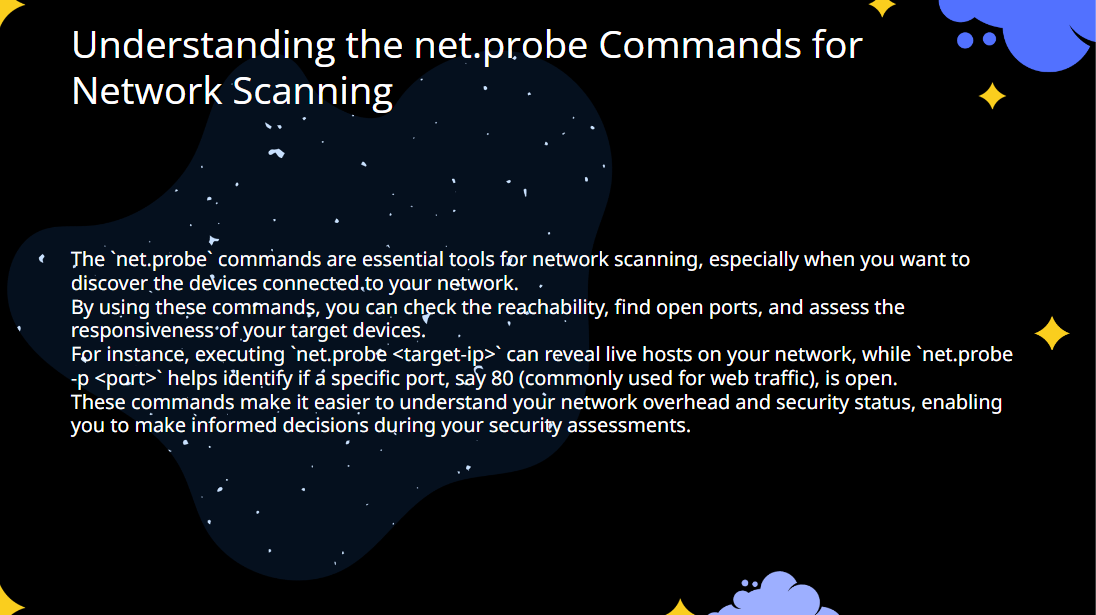 Understanding the net.probe Commands for
Network Scanning
The `net.probe` commands are essential tools for network scanning, especially when you want to
discover the devices connected to your network.
By using these commands, you can check the reachability, find open ports, and assess the
responsiveness of your target devices.
For instance, executing `net.probe <target-ip>` can reveal live hosts on your network, while `net.probe
-p <port>` helps identify if a specific port, say 80 (commonly used for web traffic), is open.
These commands make it easier to understand your network overhead and security status, enabling
you to make informed decisions during your security assessments.